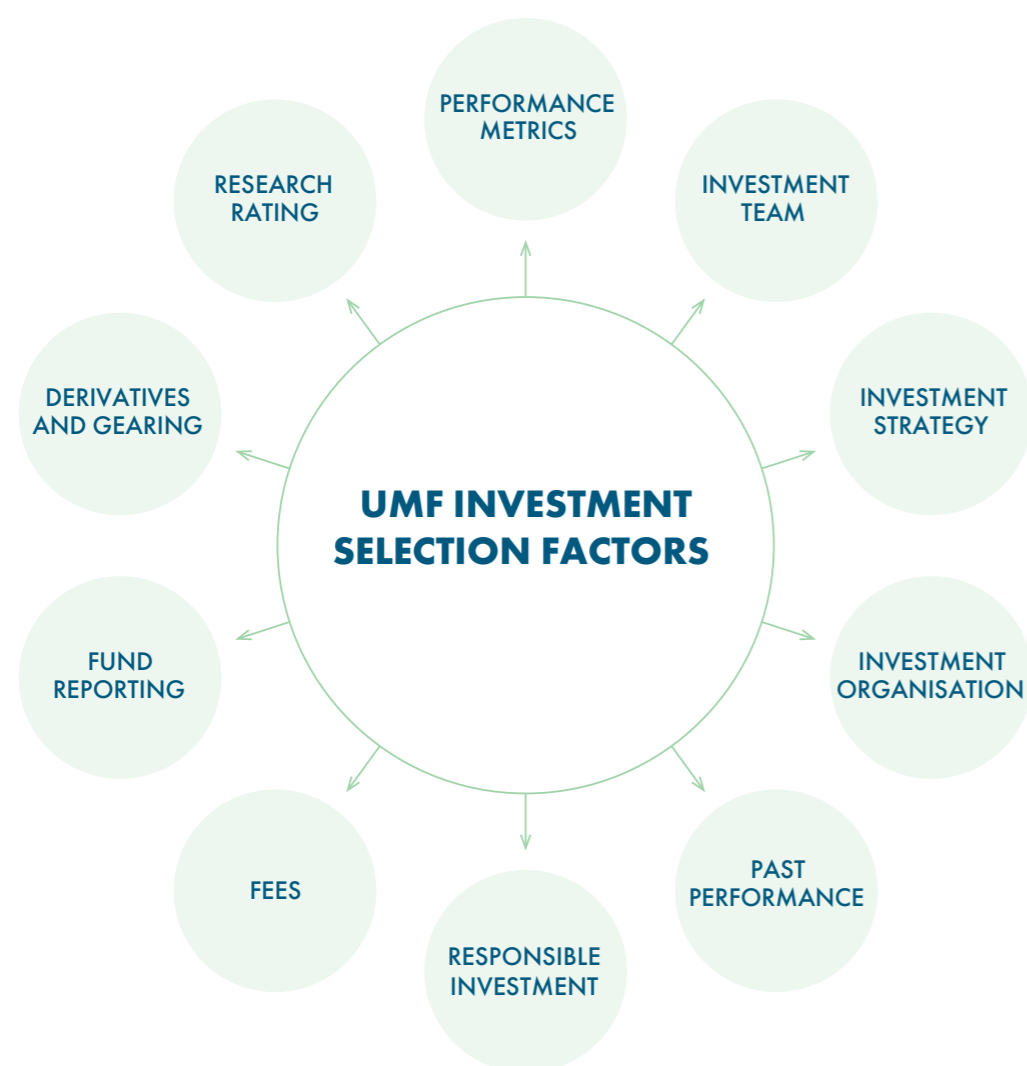 PERFORMANCE
METRICS
INVESTMENT
TEAM
INVESTMENT
STRATEGY
INVESTMENT
ORGANISATION
PAST
PERFORMANCE
RESPONSIBLE
INVESTMENT
FEES
FUND
REPORTING
DERIVATIVES
AND GEARING
RESEARCH
RATING
UMF INVESTMENT
SELECTION FACTORS